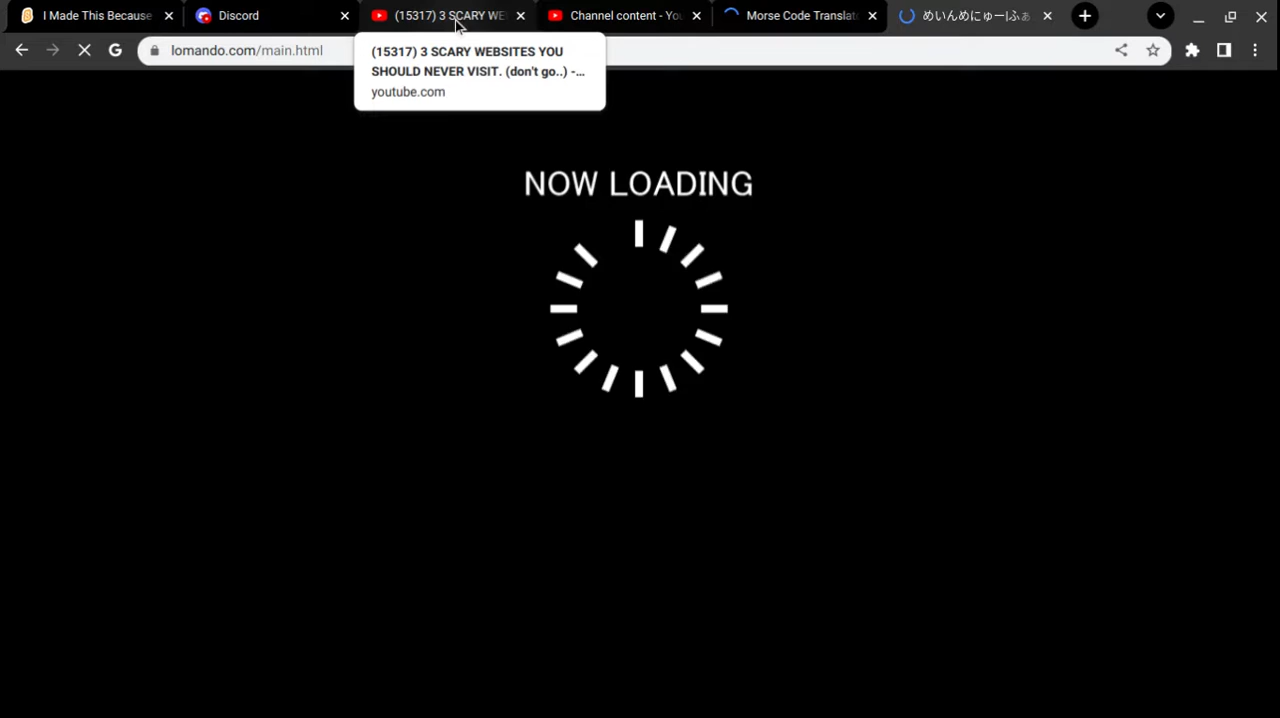 I Made This Because
Discord
(15317) 3 SCARY WE
Channel content - You
Morse Code Translat
めいんめにゅー|ふぁ
lomando.com/main.html
(15317) 3 SCARY WEBSITES YOU
SHOULD NEVER VISIT. (don't go..) -...
youtube.com
NOW LOADING